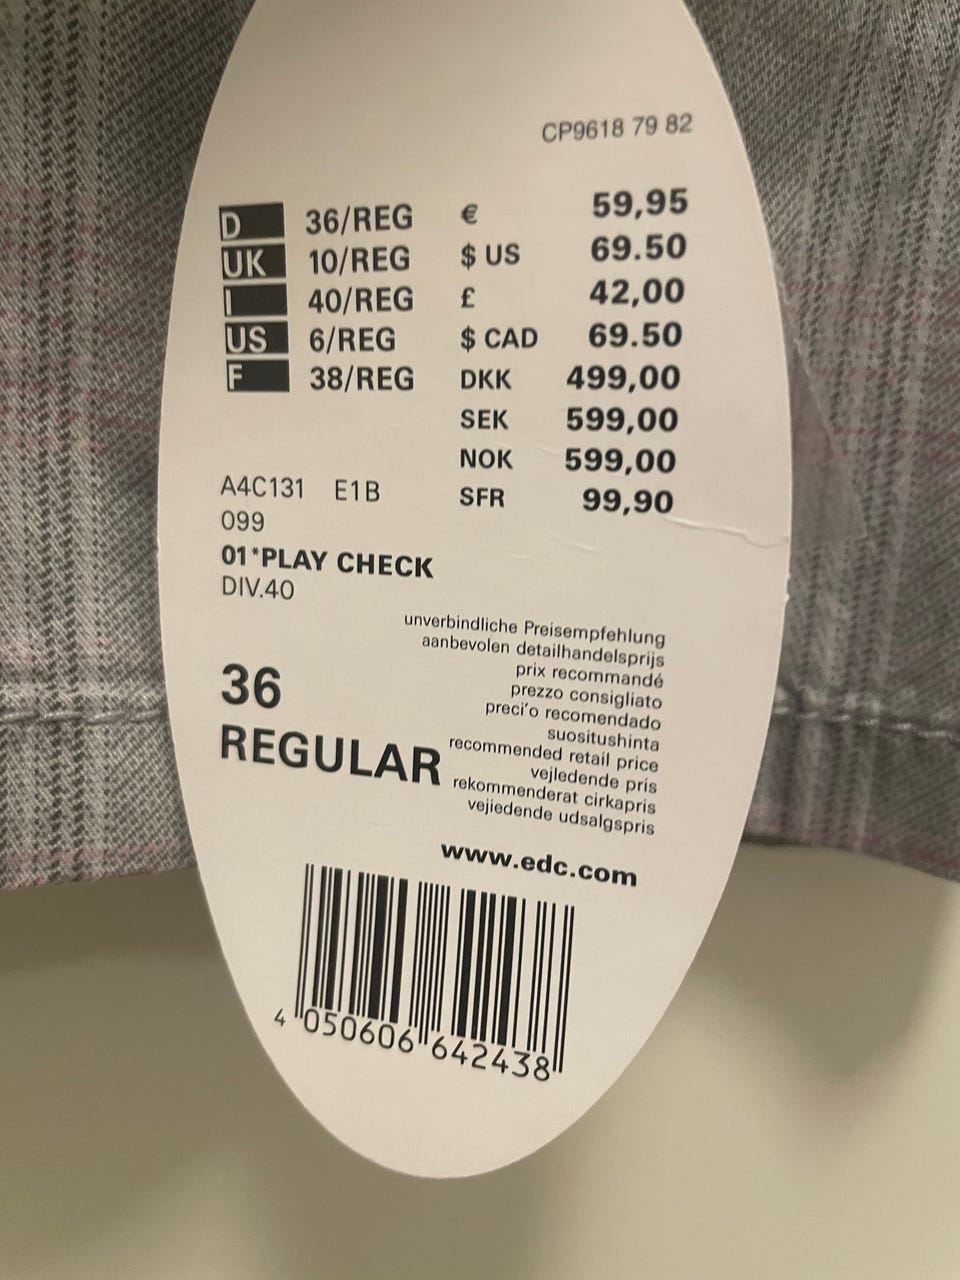 CP9618 79 82
D 36/REG € 59,95
UK 10/REG $ US 69.50
I 40/REG £ 42,00
US 6/REG $ CAD 69.50
F 38/REG DKK 499,00
SEK 599,00
NOK 599,00
SFR 99,90
A4C131 E1B
099
01*PLAY CHECK
DIV.40
unverbindliche Preisempfehlung
aanbevolen detailhandelsprijs
prix recommandé
prezzo consigliato
preci'o recomendado
suositushinta
recommended retail price
vejledende pris
rekommenderat cirkapris
vejiedende udsalgspris
36
REGULAR
www.edc.com
4 050606 642438